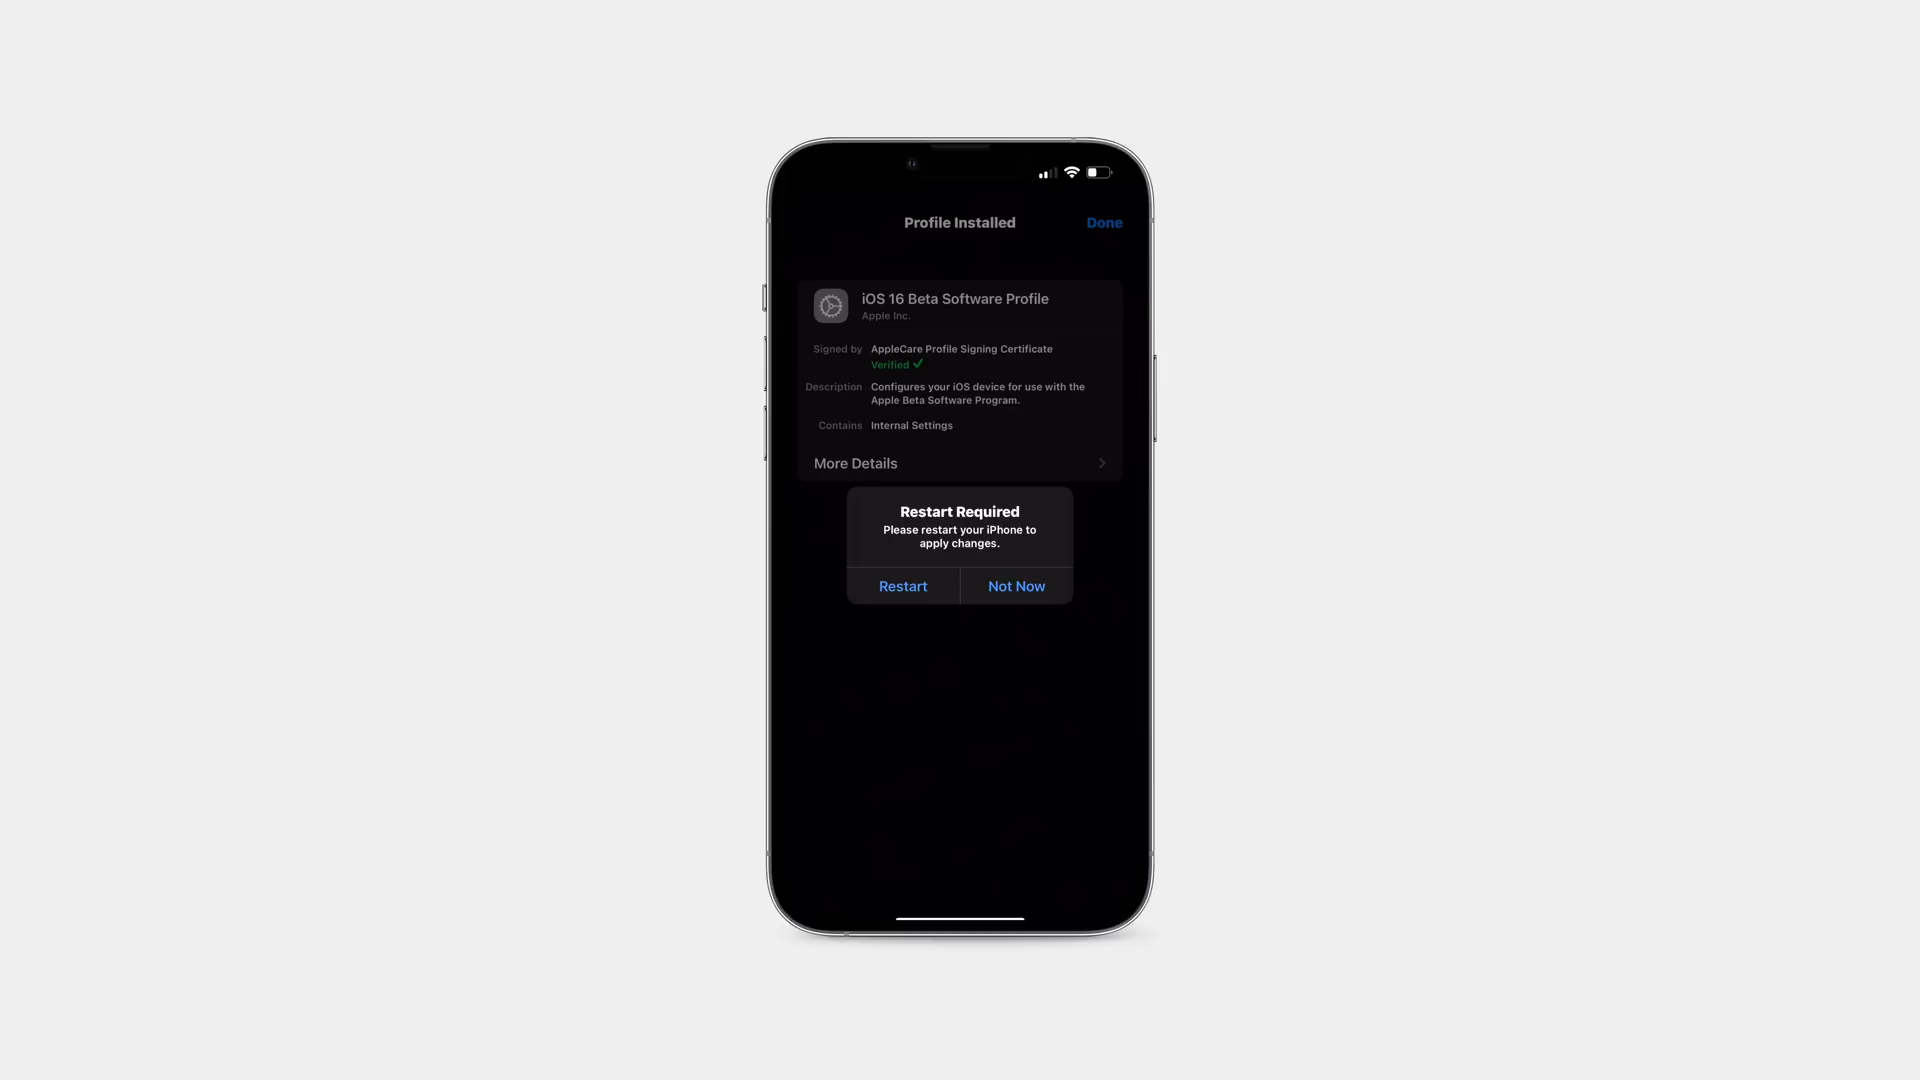 Profile Installed
Done
iOS 16 Beta Software Profile
Apple Inc.
Signed by AppleCare Profile Signing Certificate
Verified ✓
Description Configures your iOS device for use with the
Apple Beta Software Program.
Contains Internal Settings
More Details
Restart Required
Please restart your iPhone to
apply changes.
Restart
Not Now